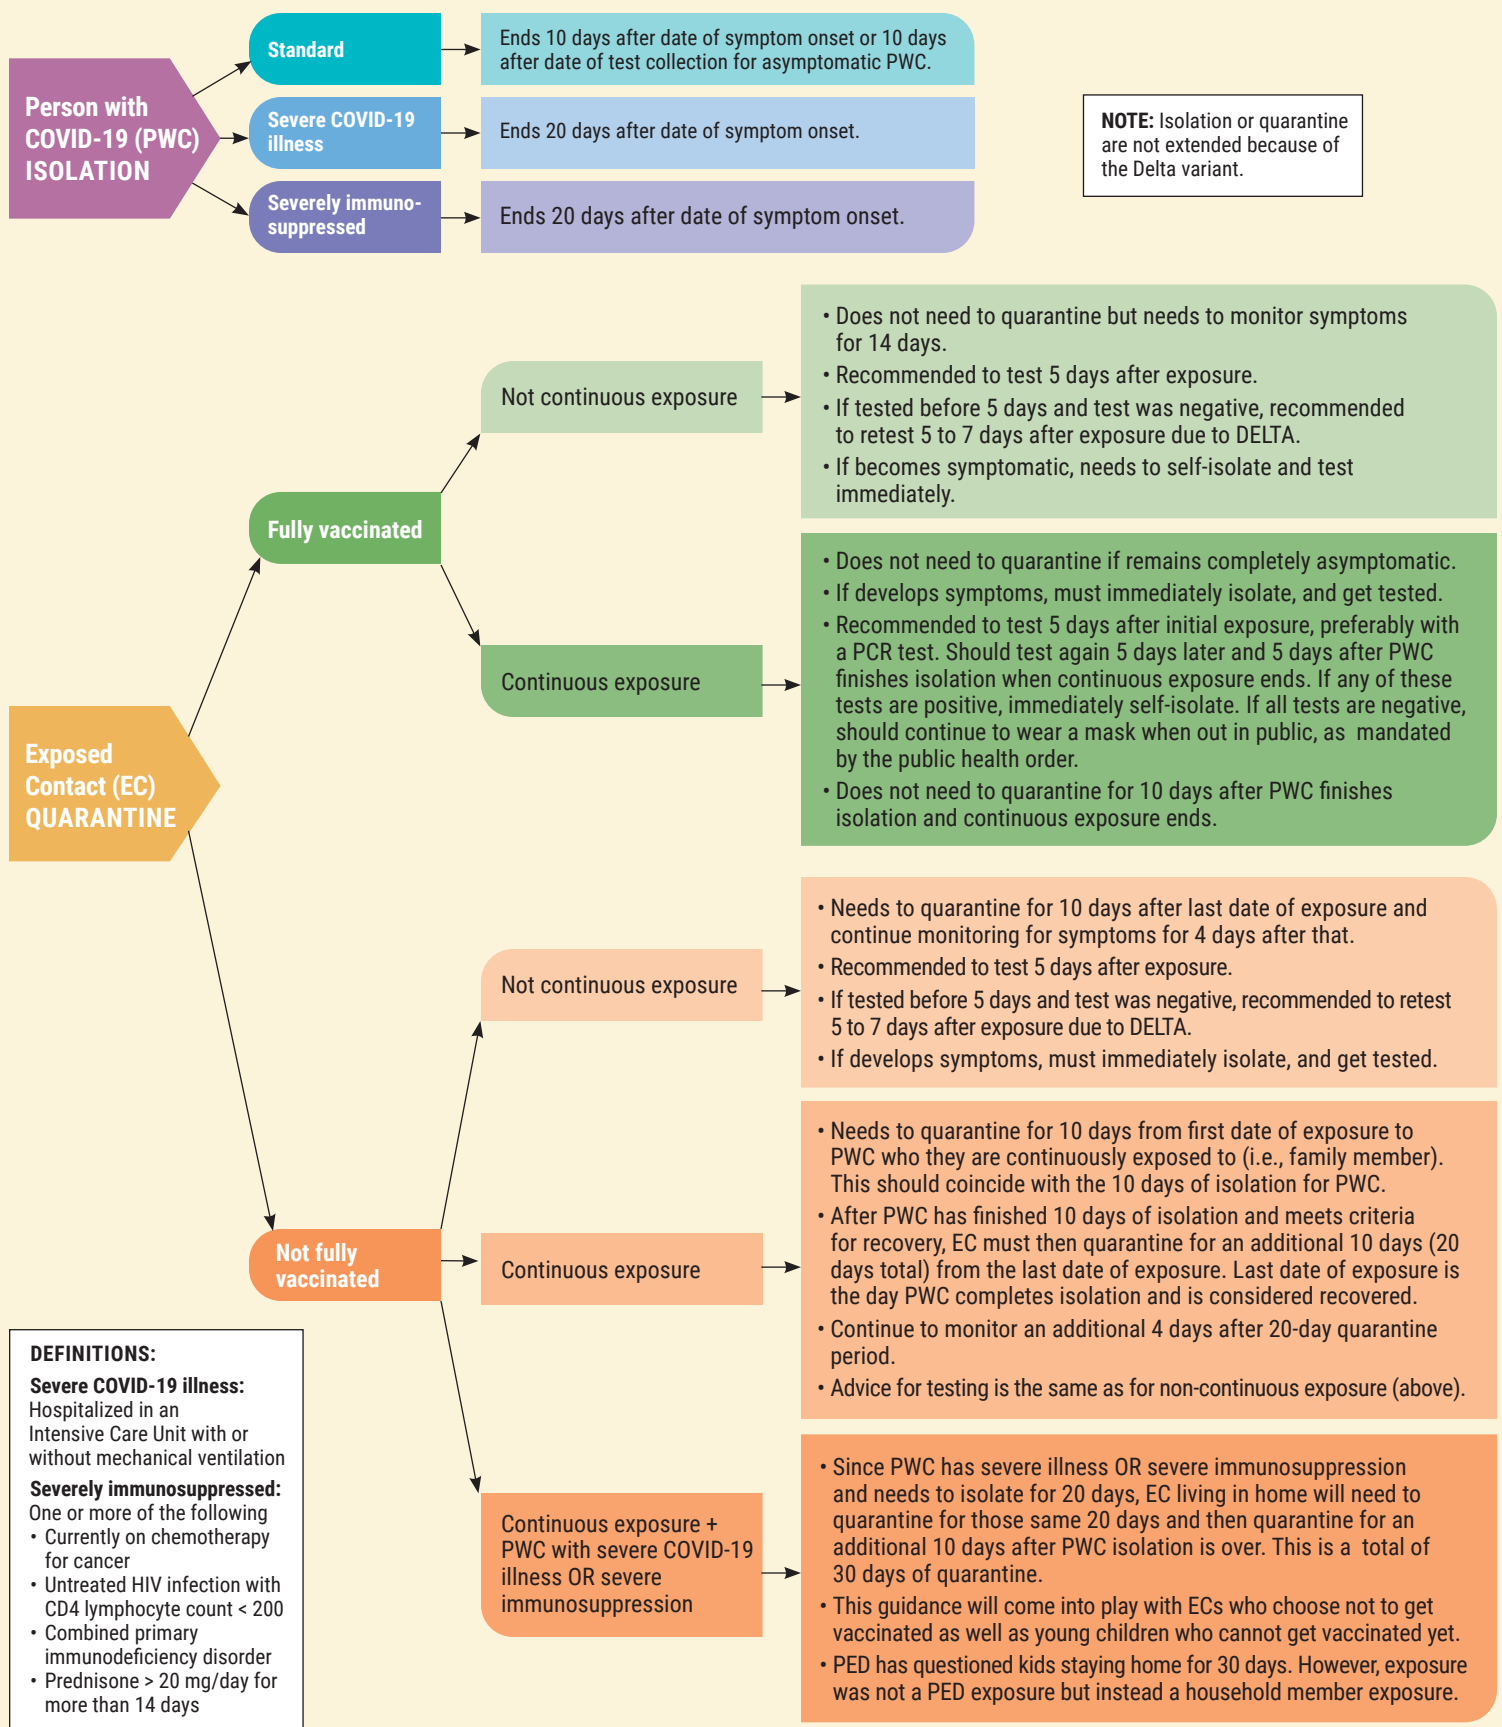 Person with
COVID-19 (PWC)
ISOLATION
Standard
Ends 10 days after date of symptom onset or 10 days
after date of test collection for asymptomatic PWC.
Severe COVID-19
illness
Ends 20 days after date of symptom onset.
Severely immuno-
suppressed
Ends 20 days after date of symptom onset.
NOTE: Isolation or quarantine
are not extended because of
the Delta variant.
Exposed
Contact (EC)
QUARANTINE
Fully vaccinated
Not continuous exposure
• Does not need to quarantine but needs to monitor symptoms
for 14 days.
• Recommended to test 5 days after exposure.
• If tested before 5 days and test was negative, recommended
to retest 5 to 7 days after exposure due to DELTA.
• If becomes symptomatic, needs to self-isolate and test
immediately.
Continuous exposure
• Does not need to quarantine if remains completely asymptomatic.
• If develops symptoms, must immediately isolate, and get tested.
• Recommended to test 5 days after initial exposure, preferably with
a PCR test. Should test again 5 days later and 5 days after PWC
finishes isolation when continuous exposure ends. If any of these
tests are positive, immediately self-isolate. If all tests are negative,
should continue to wear a mask when out in public, as mandated
by the public health order.
• Does not need to quarantine for 10 days after PWC finishes
isolation and continuous exposure ends.
Not fully
vaccinated
Not continuous exposure
• Needs to quarantine for 10 days after last date of exposure and
continue monitoring for symptoms for 4 days after that.
• Recommended to test 5 days after exposure.
• If tested before 5 days and test was negative, recommended to retest
5 to 7 days after exposure due to DELTA.
• If develops symptoms, must immediately isolate, and get tested.
Continuous exposure
• Needs to quarantine for 10 days from first date of exposure to
PWC who they are continuously exposed to (i.e., family member).
This should coincide with the 10 days of isolation for PWC.
• After PWC has finished 10 days of isolation and meets criteria
for recovery, EC must then quarantine for an additional 10 days (20
days total) from the last date of exposure. Last date of exposure is
the day PWC completes isolation and is considered recovered.
• Continue to monitor an additional 4 days after 20-day quarantine
period.
• Advice for testing is the same as for non-continuous exposure (above).
Continuous exposure +
PWC with severe COVID-19
illness OR severe
immunosuppression
• Since PWC has severe illness OR severe immunosuppression
and needs to isolate for 20 days, EC living in home will need to
quarantine for those same 20 days and then quarantine for an
additional 10 days after PWC isolation is over. This is a total of
30 days of quarantine.
• This guidance will come into play with ECs who choose not to get
vaccinated as well as young children who cannot get vaccinated yet.
• PED has questioned kids staying home for 30 days. However, exposure
was not a PED exposure but instead a household member exposure.
DEFINITIONS:
Severe COVID-19 illness:
Hospitalized in an
Intensive Care Unit with or
without mechanical ventilation
Severely immunosuppressed:
One or more of the following
• Currently on chemotherapy
for cancer
• Untreated HIV infection with
CD4 lymphocyte count < 200
• Combined primary
immunodeficiency disorder
• Prednisone > 20 mg/day for
more than 14 days